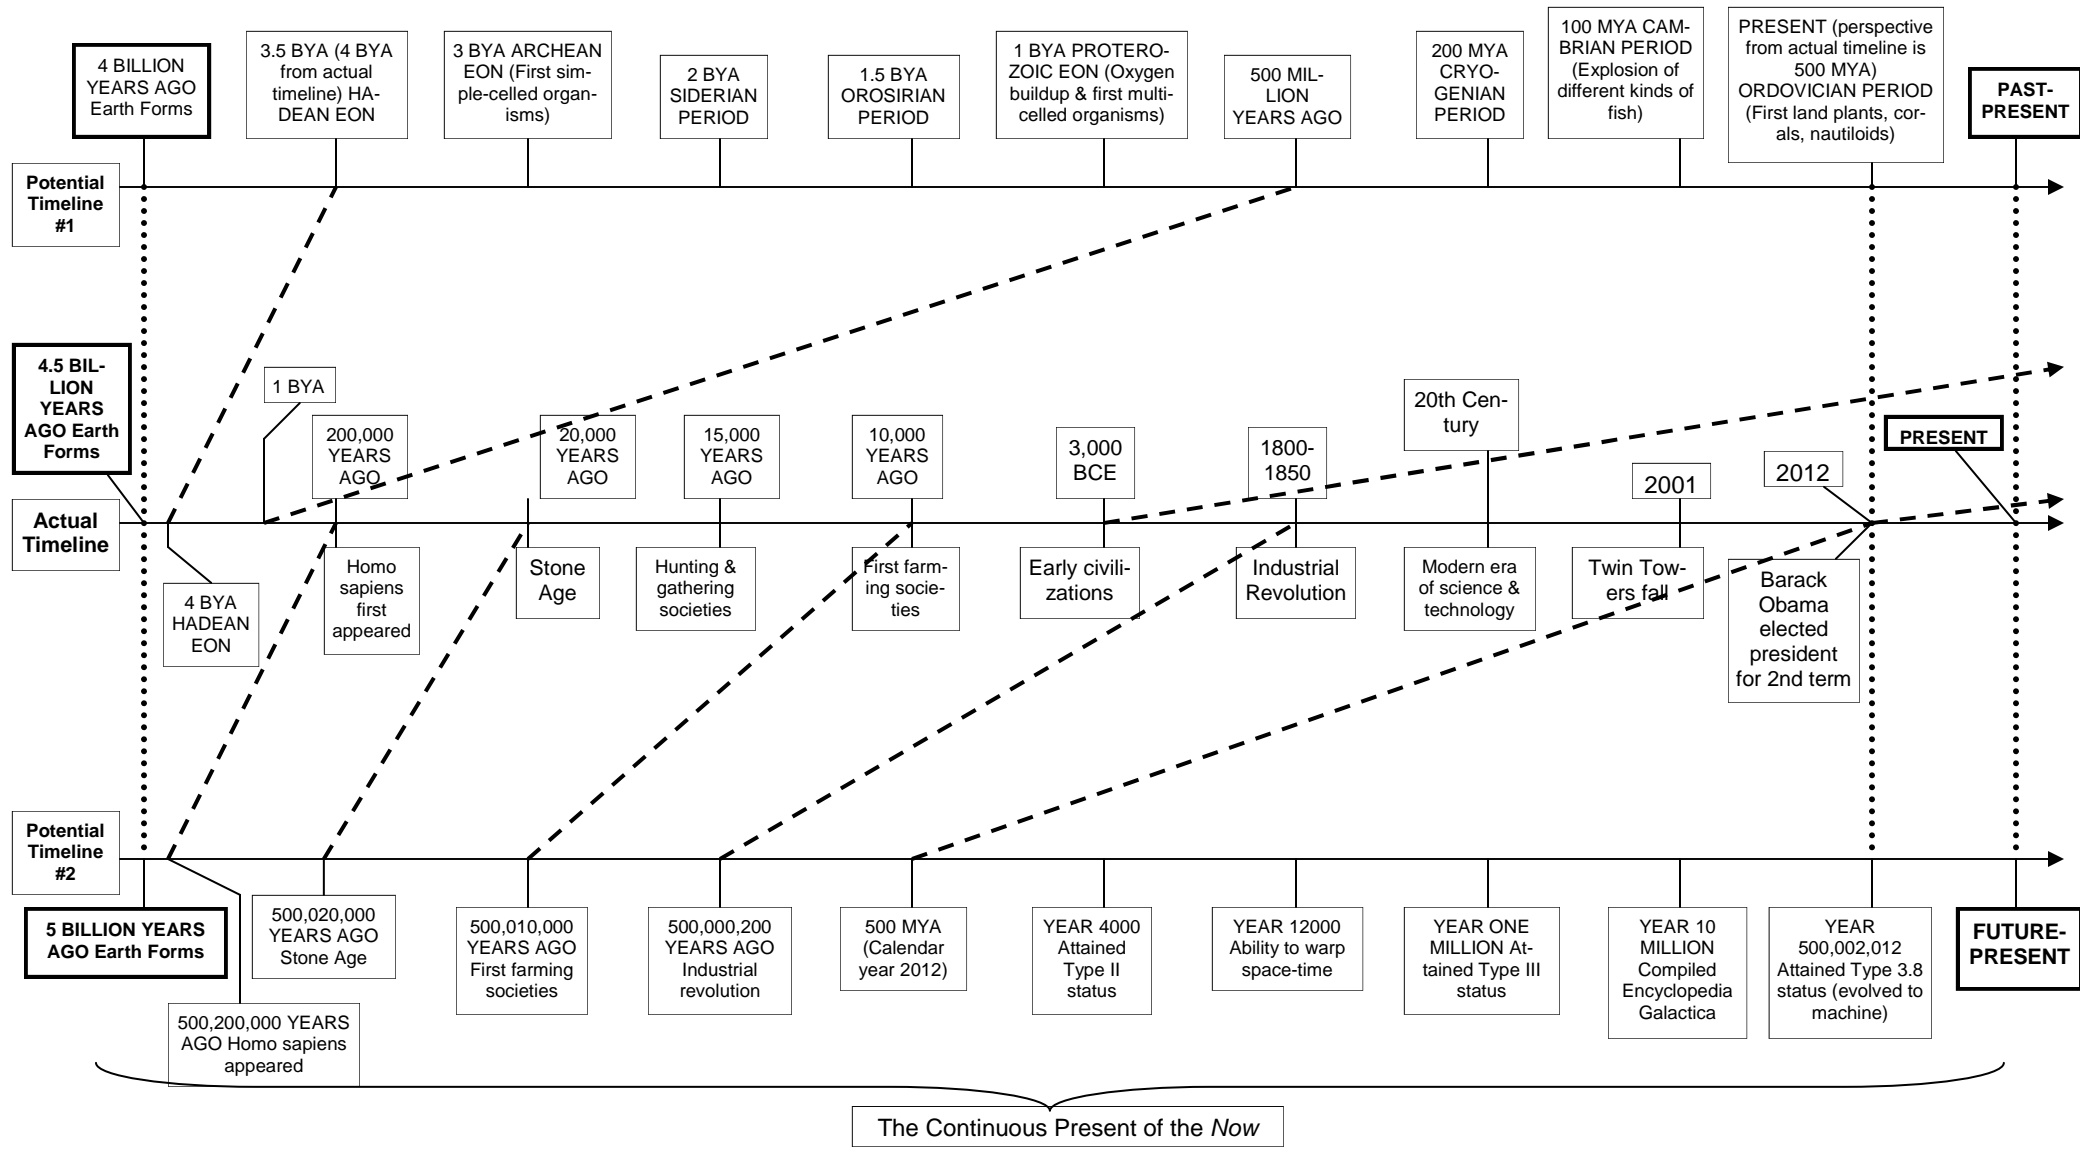 4 BILLION
YEARS AGO
Earth Forms
3.5 BYA (4 BYA
from actual
timeline) HA-
DEAN EON
3 BYA ARCHEAN
EON (First sim-
ple-celled organ-
isms)
2 BYA
SIDERIAN
PERIOD
1.5 BYA
OROSIRIAN
PERIOD
1 BYA PROTERO-
ZOIC EON (Oxygen
buildup & first multi-
celled organisms)
500 MIL-
LION
YEARS AGO
200 MYA
CRYO-
GENIAN
PERIOD
100 MYA CAM-
BRIAN PERIOD
(Explosion of
different kinds of
fish)
PRESENT (perspective
from actual timeline is
500 MYA)
ORDOVICIAN PERIOD
(First land plants, cor-
als, nautiloids)
PAST-
PRESENT
Potential
Timeline
#1
4.5 BIL-
LION
YEARS
AGO Earth
Forms
1 BYA
200,000
YEARS
AGO
20,000
YEARS
AGO
15,000
YEARS
AGO
10,000
YEARS
AGO
3,000
BCE
1800-
1850
20th Cen-
tury
2001
2012
PRESENT
Actual
Timeline
4 BYA
HADEAN
EON
Homo
sapiens
first
appeared
Stone
Age
Hunting &
gathering
societies
First farm-
ing socie-
ties
Early civili-
zations
Industrial
Revolution
Modern era
of science &
technology
Twin Tow-
ers fall
Barack
Obama
elected
president
for 2nd term
Potential
Timeline
#2
5 BILLION YEARS
AGO Earth Forms
500,200,000 YEARS
AGO Homo sapiens
appeared
500,020,000
YEARS AGO
Stone Age
500,010,000
YEARS AGO
First farming
societies
500,000,200
YEARS AGO
Industrial
revolution
500 MYA
(Calendar
year 2012)
YEAR 4000
Attained
Type II
status
YEAR 12000
Ability to warp
space-time
YEAR ONE
MILLION At-
tained Type III
status
YEAR 10
MILLION
Compiled
Encyclopedia
Galactica
YEAR
500,002,012
Attained Type 3.8
status (evolved to
machine)
FUTURE-
PRESENT
The Continuous Present of the Now